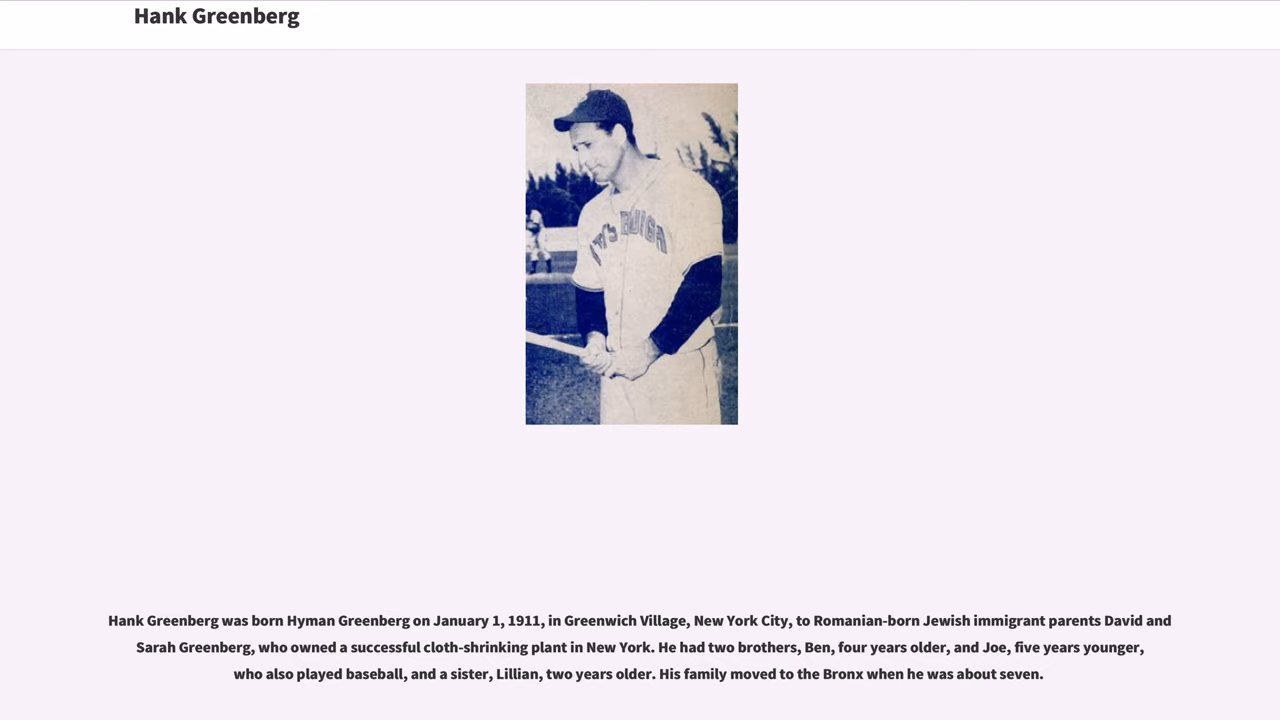 Hank Greenberg
PITTSBURGH
Hank Greenberg was born Hyman Greenberg on January 1, 1911, in Greenwich Village, New York City, to Romanian-born Jewish immigrant parents David and
Sarah Greenberg, who owned a successful cloth-shrinking plant in New York. He had two brothers, Ben, four years older, and Joe, five years younger,
who also played baseball, and a sister, Lillian, two years older. His family moved to the Bronx when he was about seven.